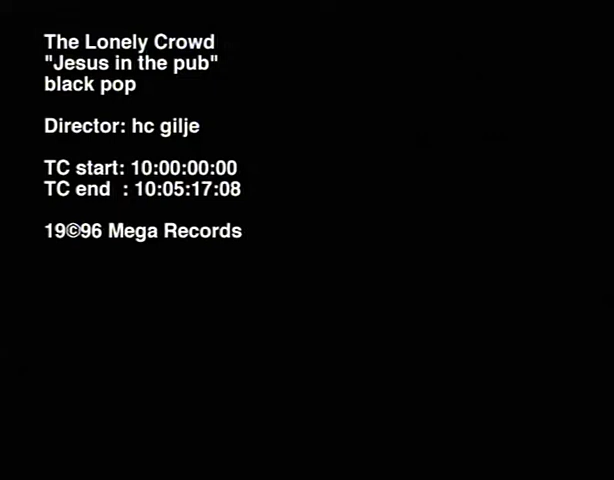 The Lonely Crowd
"Jesus in the pub"
black pop
Director: hc gilje
TC start: 10:00:00:00
TC end : 10:05:17:08
19©96 Mega Records